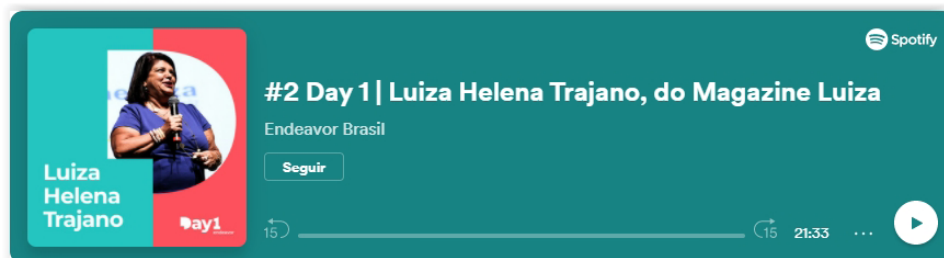 Spotify
#2 Day 1 | Luiza Helena Trajano, do Magazine Luiza
Endeavor Brasil
Seguir
Luiza
Helena
Trajano
Day1
15
15
21:33